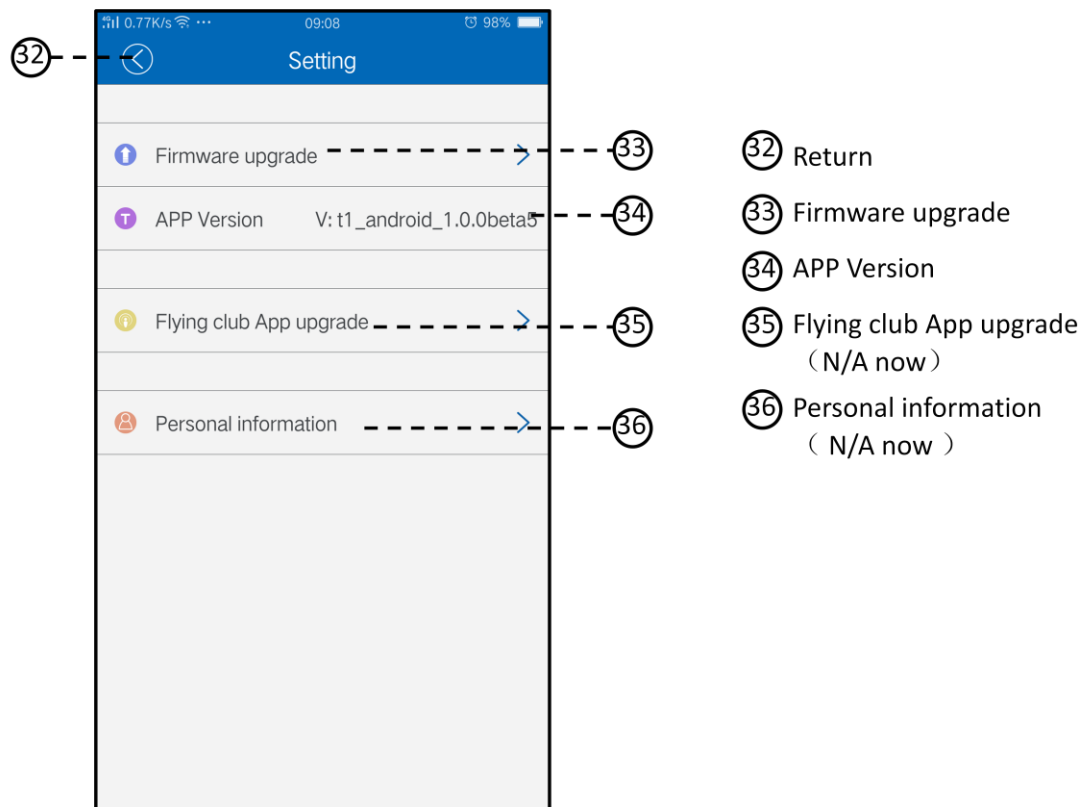 4G 0.77K/s ··· 09:08 98%
32 Setting
Firmware upgrade 33
APP Version V: t1_android_1.0.0beta5 34
Flying club App upgrade 35
Personal information 36
32 Return
33 Firmware upgrade
34 APP Version
35 Flying club App upgrade
（N/A now）
36 Personal information
（ N/A now ）